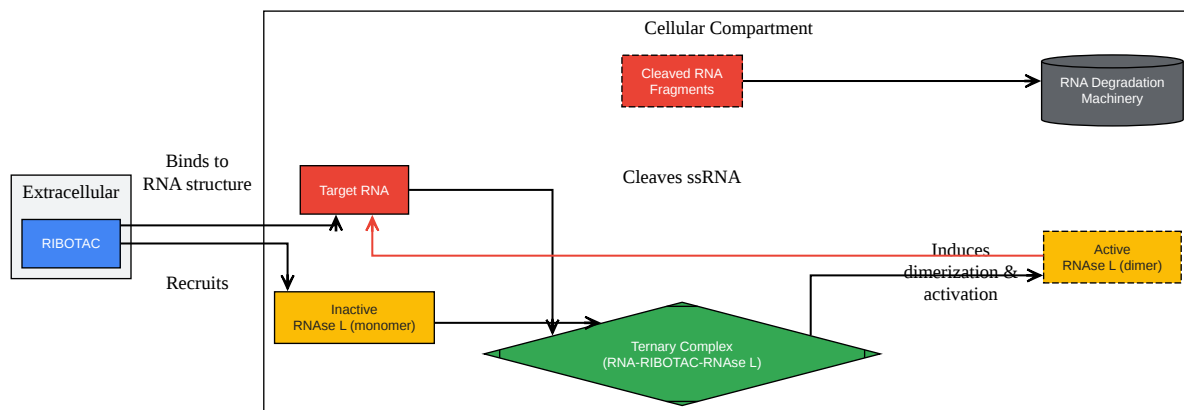 Cellular Compartment
Cleaved RNA
Fragments
RNA Degradation
Machinery
Binds to
RNA structure
Extracellular
RIBOTAC
Target RNA
Cleaves ssRNA
Recruits
Inactive
RNAse L (monomer)
Ternary Complex
(RNA-RIBOTAC-RNAse L)
Induces
dimerization &
activation
Active
RNAse L (dimer)